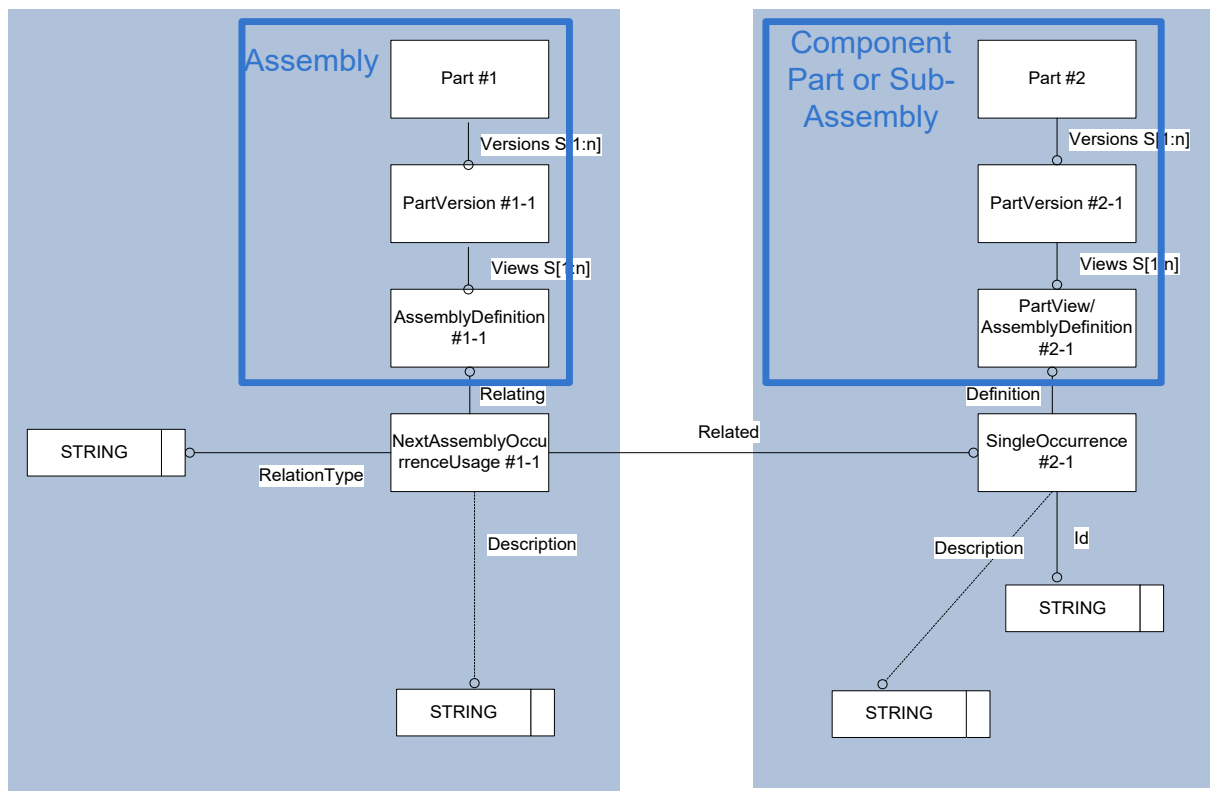 Assembly
Part #1
Versions S[1:n]
PartVersion #1-1
Views S[1:n]
AssemblyDefinition
#1-1
Relating
NextAssemblyOccu
rrenceUsage #1-1
STRING
RelationType
Description
STRING
Related
Component
Part or Sub-
Assembly
Part #2
Versions S[1:n]
PartVersion #2-1
Views S[1:n]
PartView/
AssemblyDefinition
#2-1
Definition
SingleOccurrence
#2-1
Description
Id
STRING
STRING